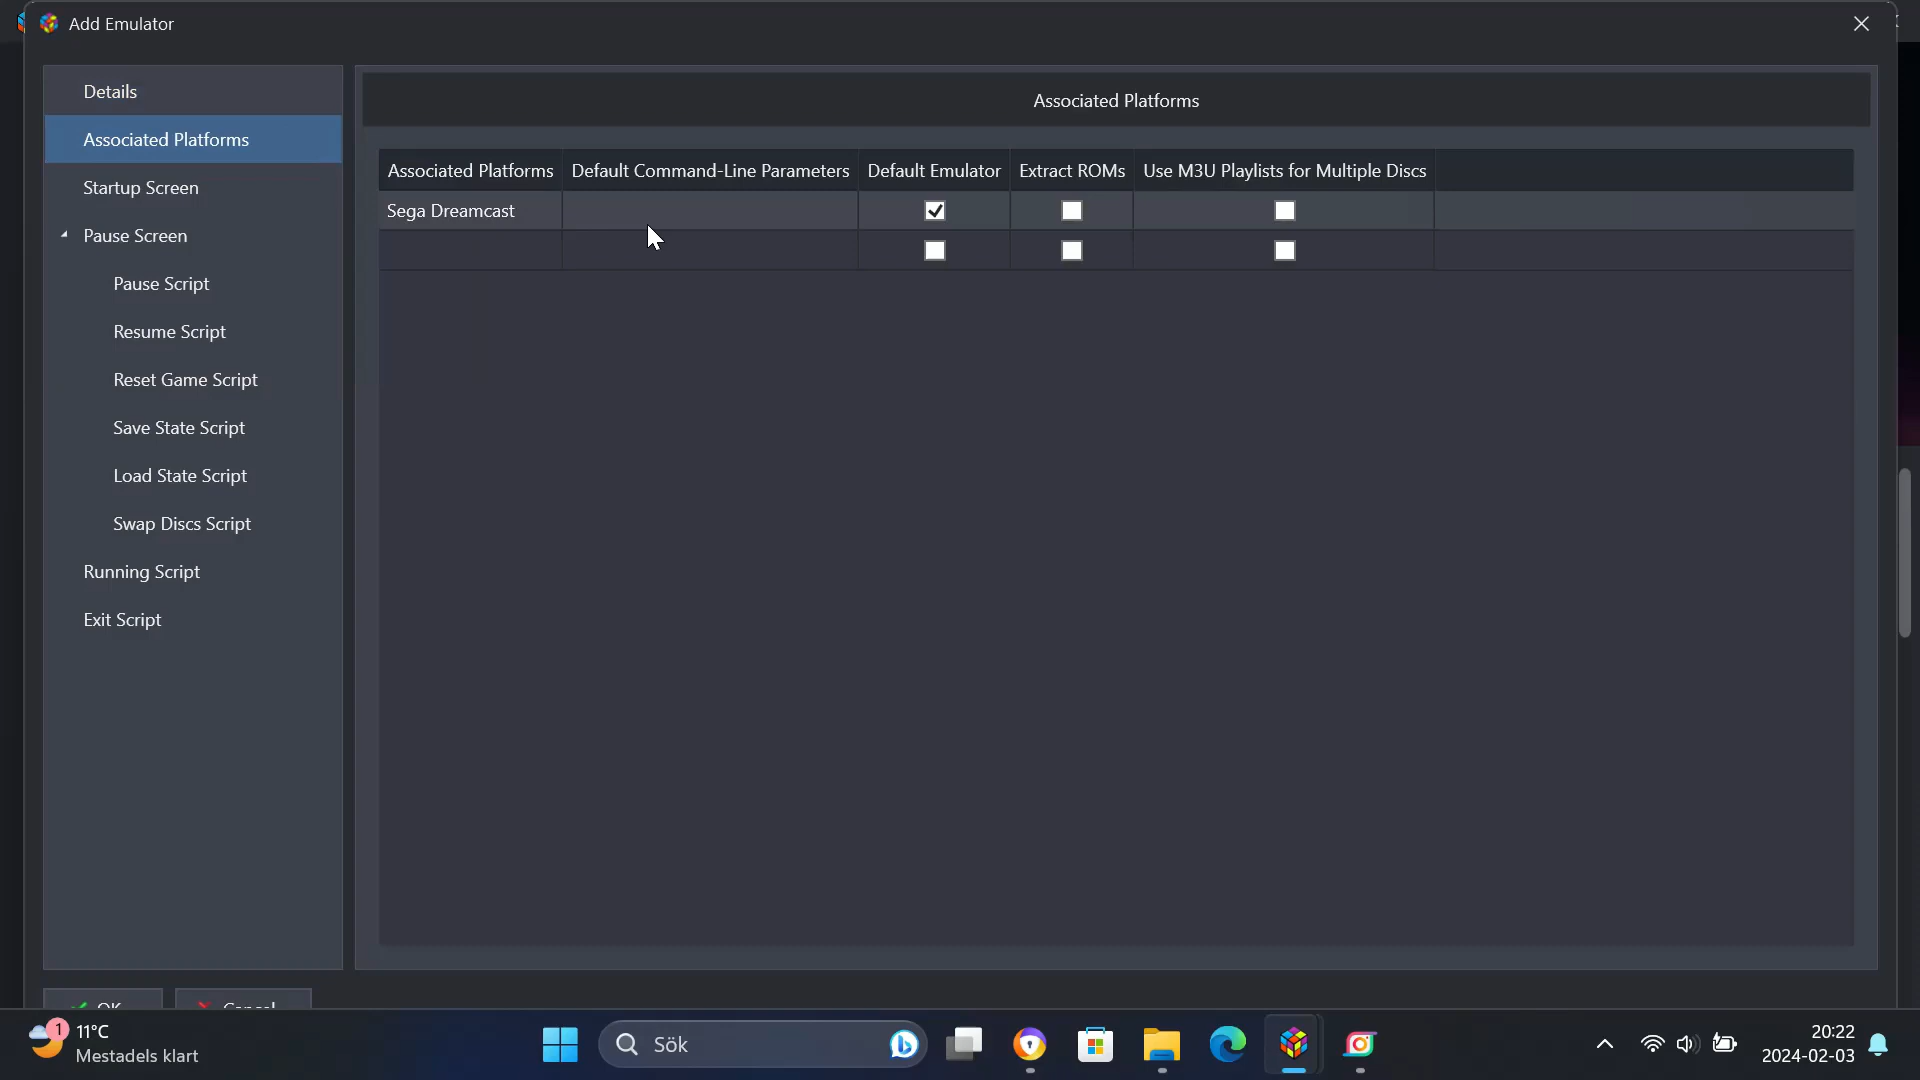 Add Emulator
Details
Associated Platforms
Startup Screen
Pause Screen
Pause Script
Resume Script
Reset Game Script
Save State Script
Load State Script
Swap Discs Script
Running Script
Exit Script
Associated Platforms
Associated Platforms Default Command-Line Parameters Default Emulator Extract ROMs Use M3U Playlists for Multiple Discs
Sega Dreamcast
OK Cancel
1 11°C
Mestadels klart
Sök
20:22
2024-02-03